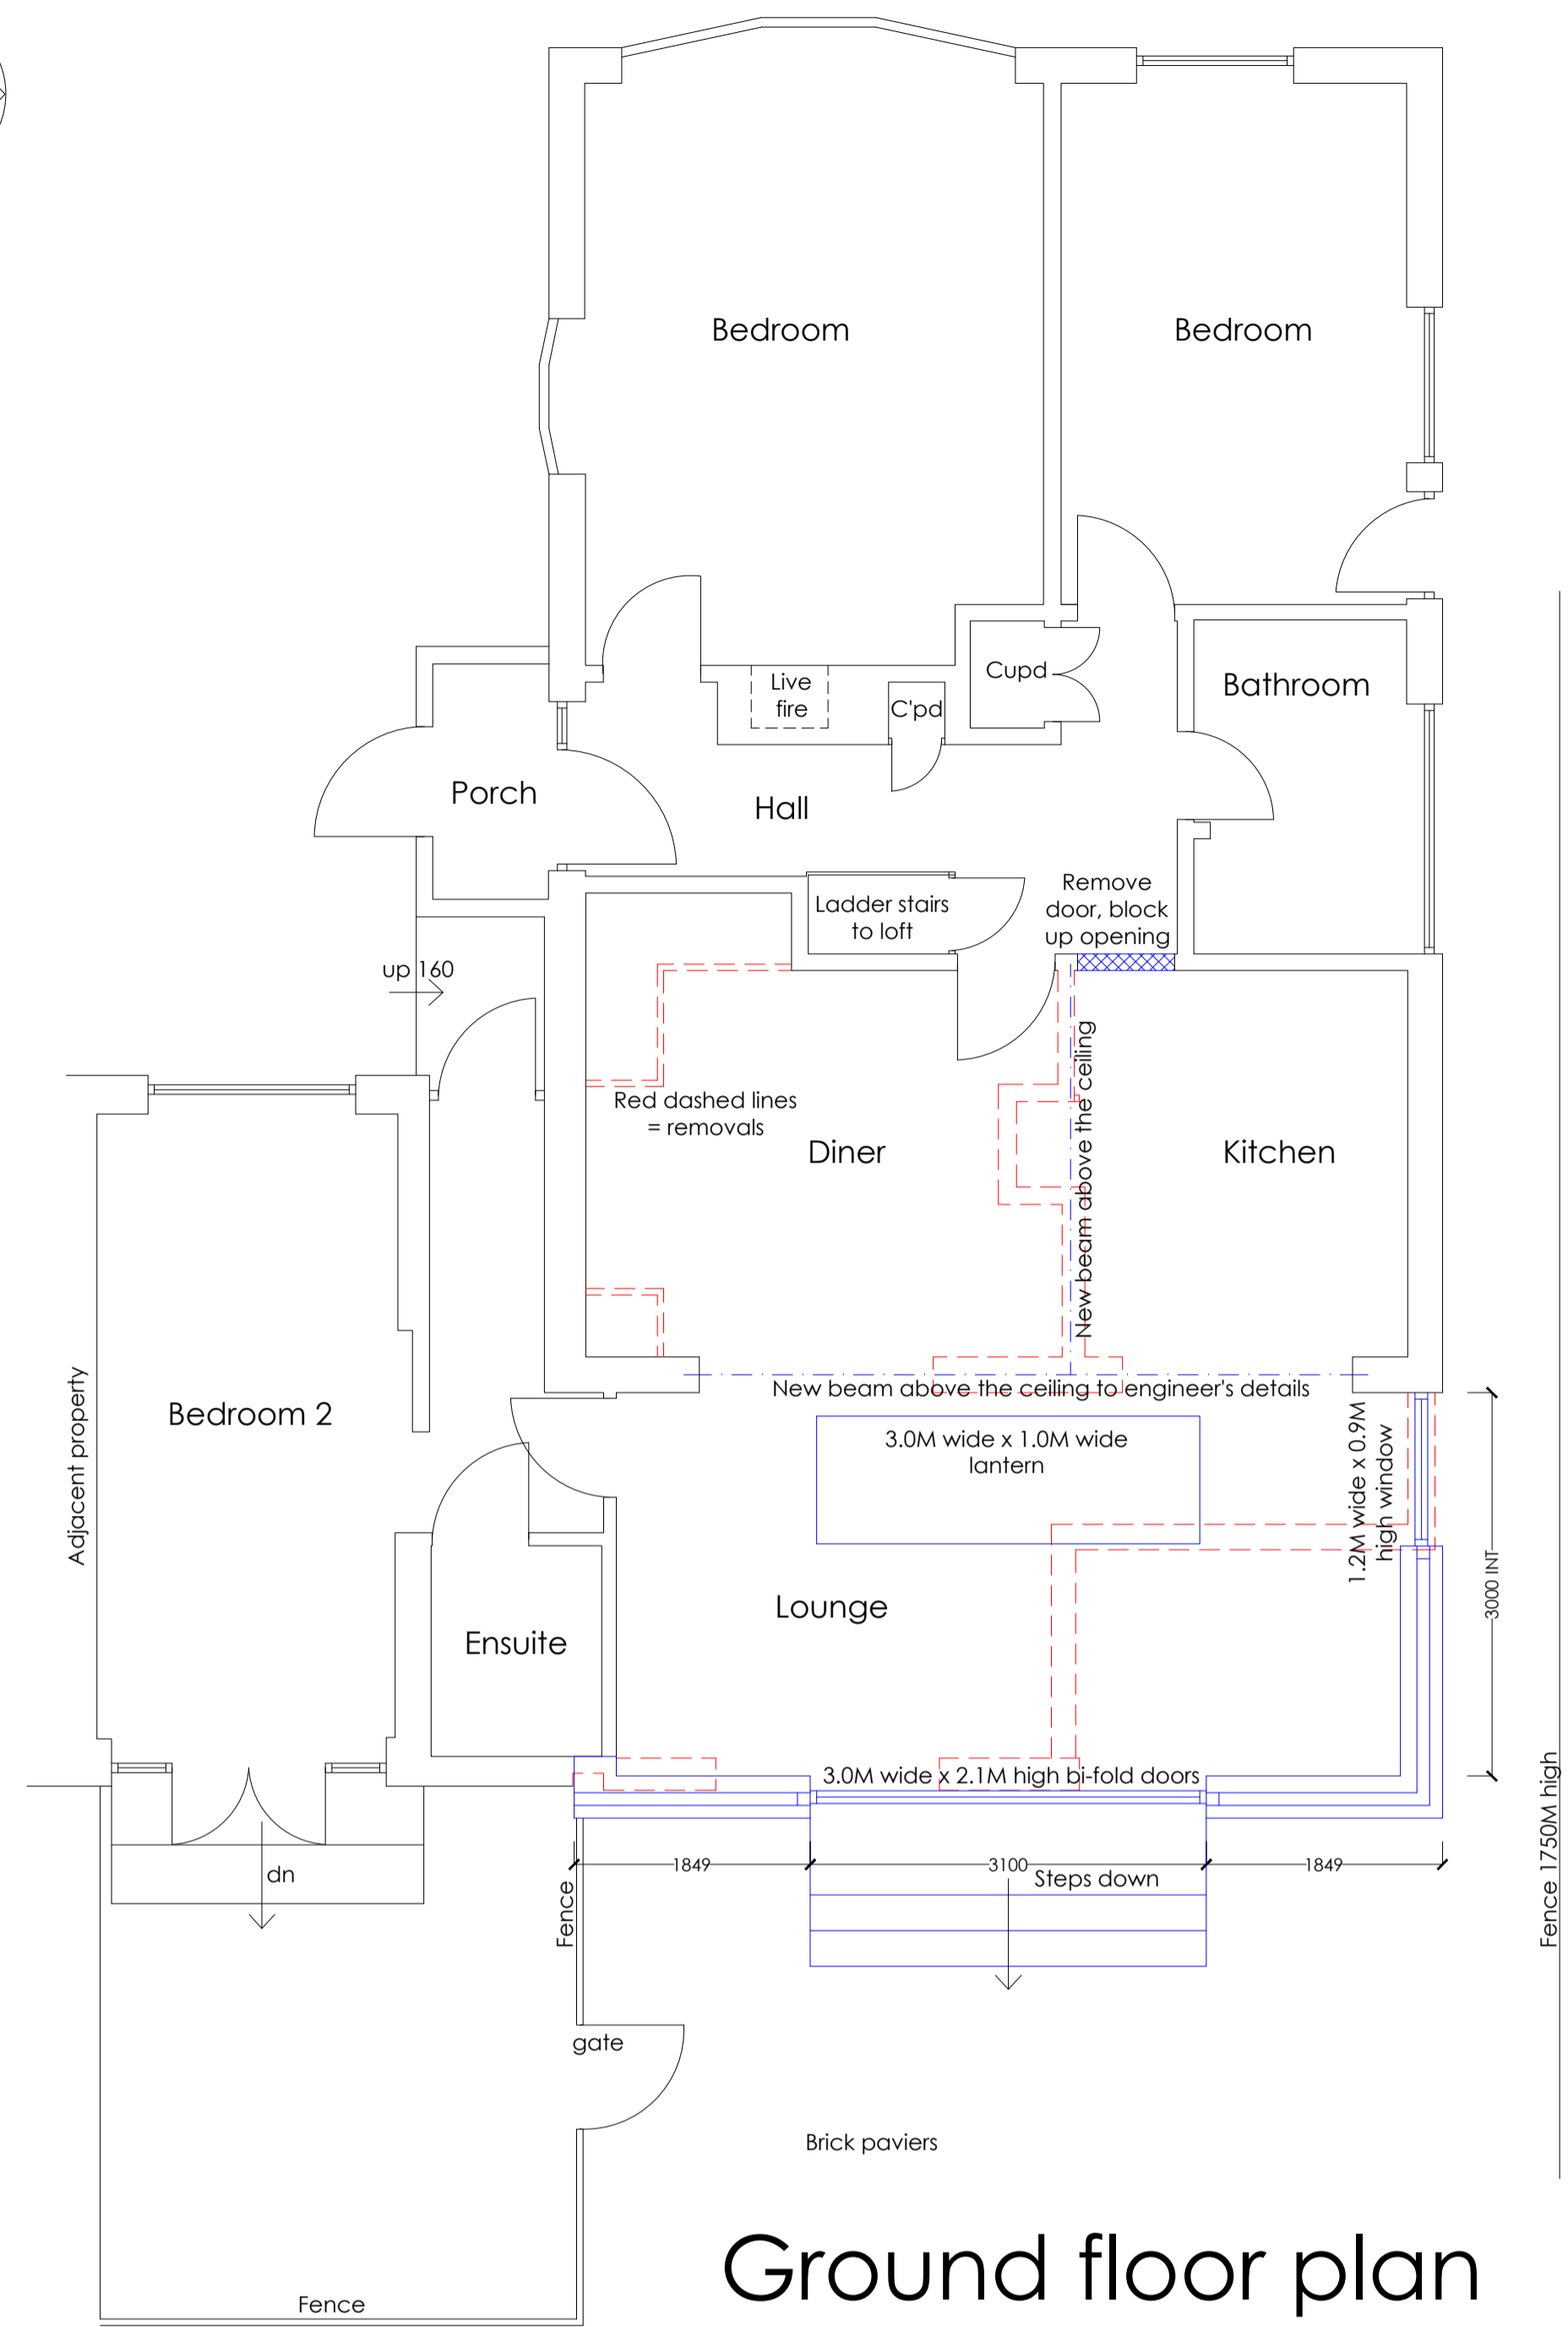 Bedroom
Bedroom
Live
fire
C'pd
Cupd
Bathroom
Porch
Hall
Ladder stairs
to loft
Remove
door, block
up opening
up 160
Red dashed lines
= removals
Diner
New beam above the ceiling
Kitchen
Adjacent property
Bedroom 2
New beam above the ceiling to engineer's details
3.0M wide x 1.0M wide
lantern
1.2M wide x 0.9M
high window
3000 INT
Lounge
Ensuite
3.0M wide x 2.1M high bi-fold doors
Fence 1750M high
dn
1849
3100
1849
Steps down
Fence
gate
Brick paviers
Ground floor plan
Fence